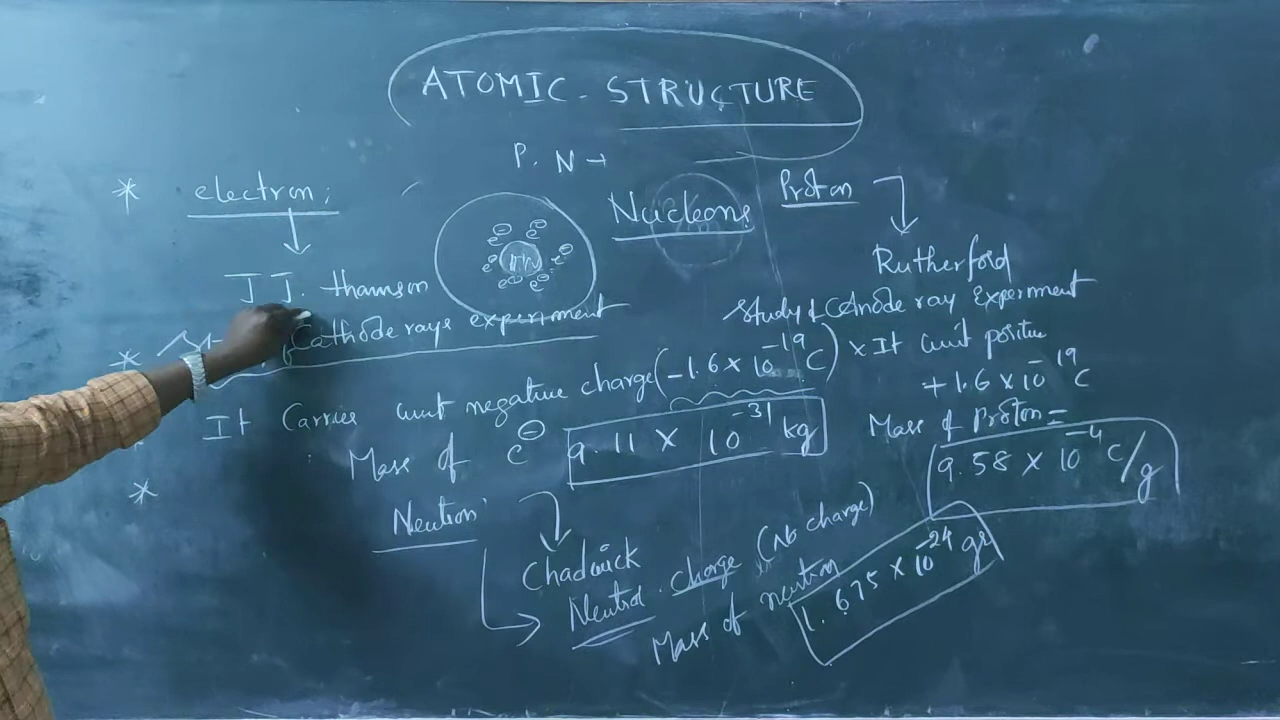 ATOMIC - STRUCTURE
P. N →
* electron;
J J. thamson
Cathode rays experiment
It Carries unit negative charge (-1.6 × 10⁻¹⁹ C)
Mass of e⊖ 9.11 × 10⁻³¹ kg
e⊖ e⊖ e⊖ e⊖ e⊖ e⊖
Nucleons
Proton
Rutherford
Study of Cathode ray Experiment
× It unit positive
+1.6 × 10⁻¹⁹ C
Mass of Proton =
9.58 × 10⁻⁴ C/g
Neutron
Chadwick
Neutral charge (No charge)
Mass of neutron
1.675 × 10⁻²⁴ gr